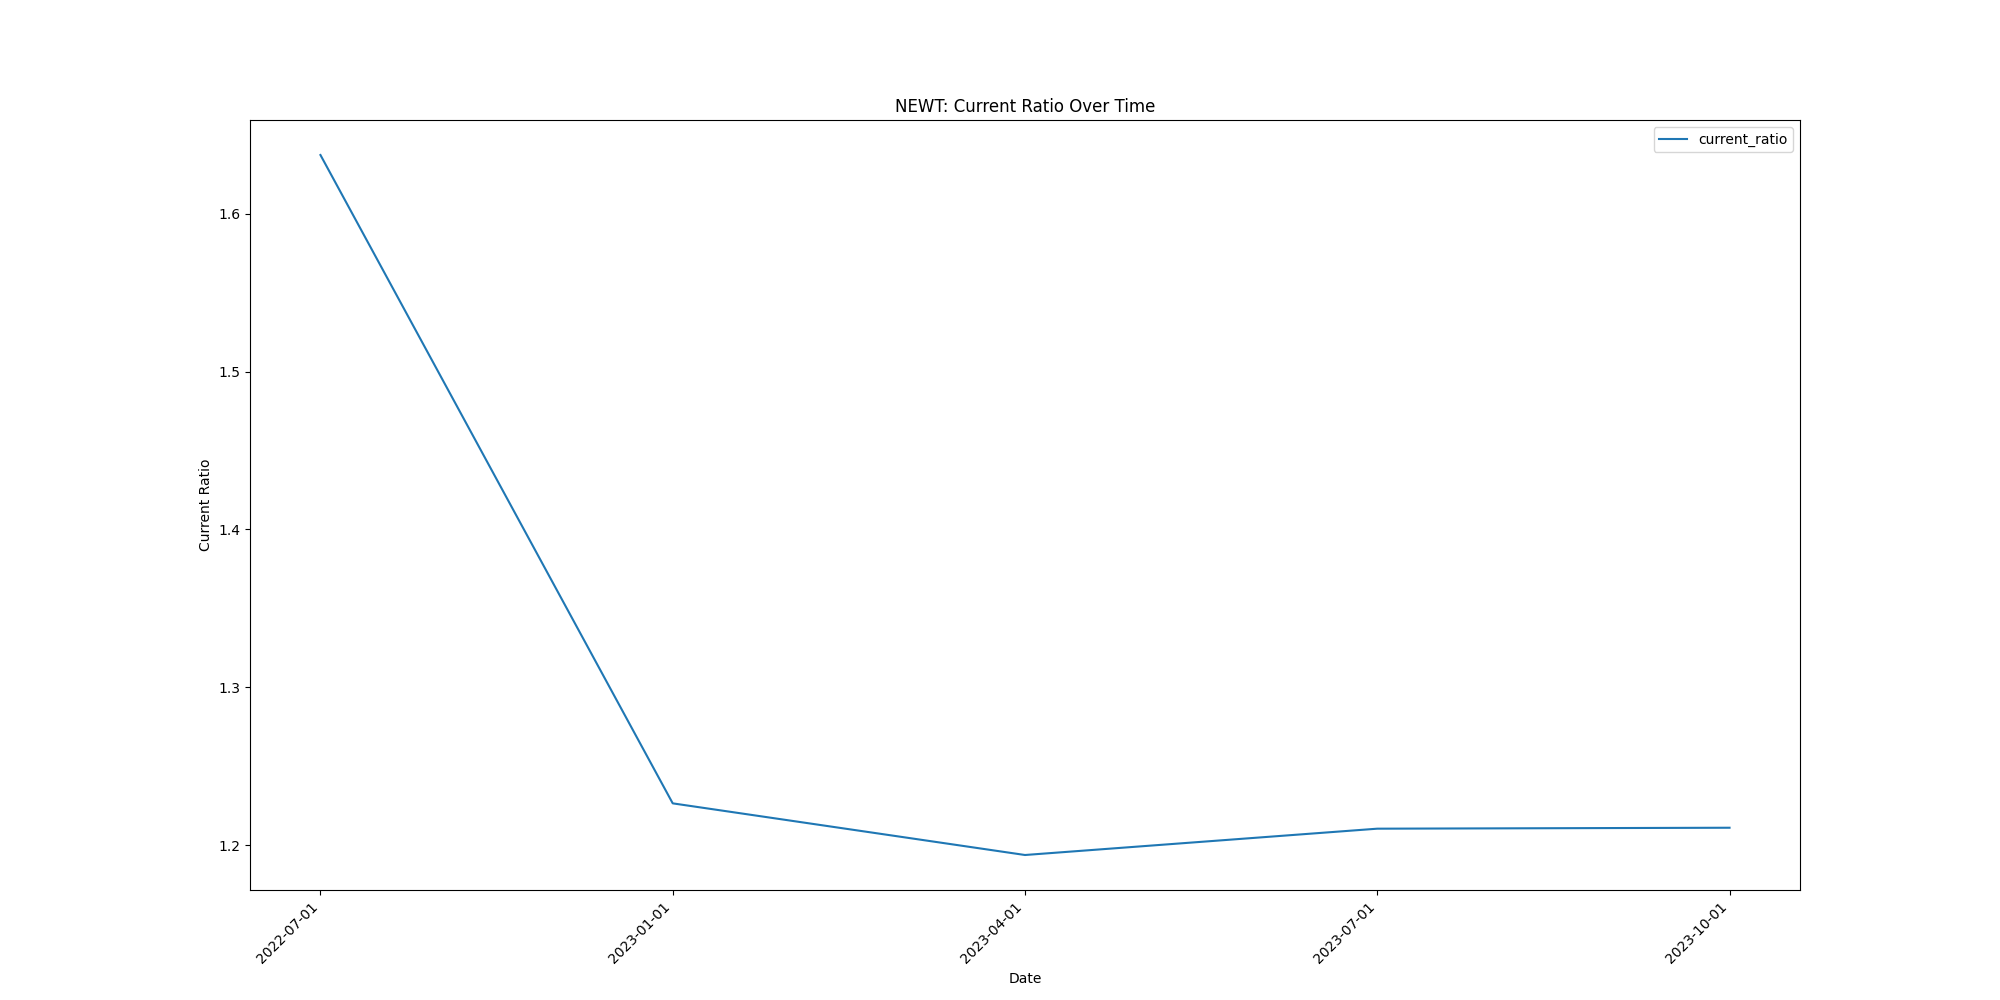 NEWT: Current Ratio Over Time
current_ratio
1.6
1.5
1.4
1.3
1.2
Current Ratio
2022-07-01
2023-01-01
2023-04-01
2023-07-01
2023-10-01
Date